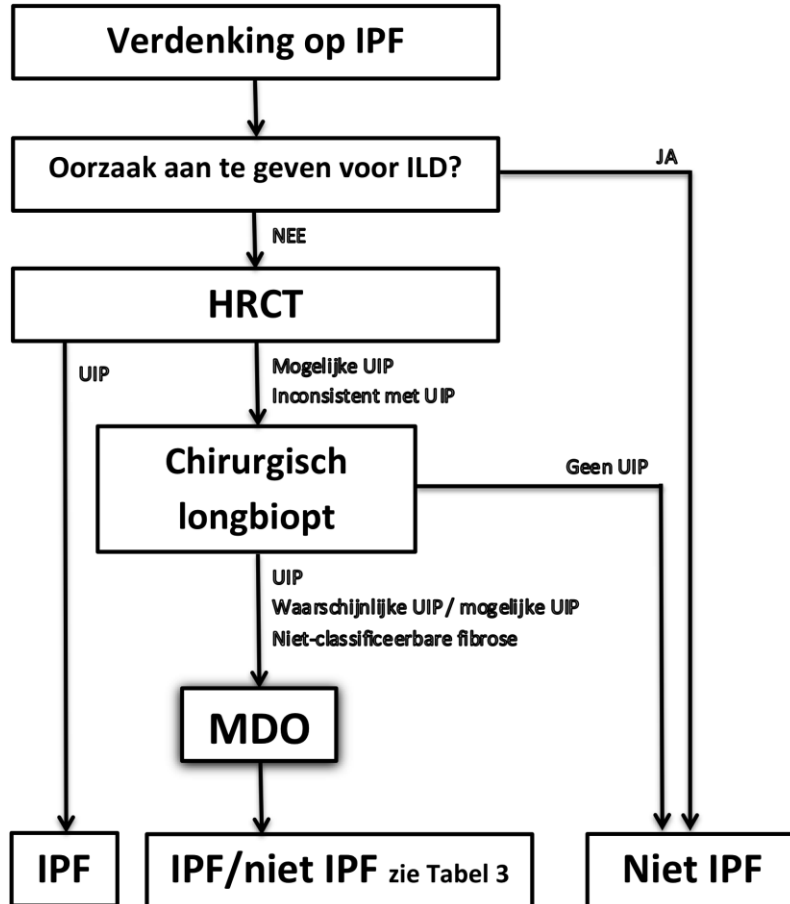 Verdenking op IPF
Oorzaak aan te geven voor ILD?
JA
NEE
HRCT
UIP
Mogelijke UIP
Inconsistent met UIP
Chirurgisch
longbiopt
Geen UIP
UIP
Waarschijnlijke UIP / mogelijke UIP
Niet-classificeerbare fibrose
MDO
IPF
IPF/niet IPF zie Tabel 3
Niet IPF